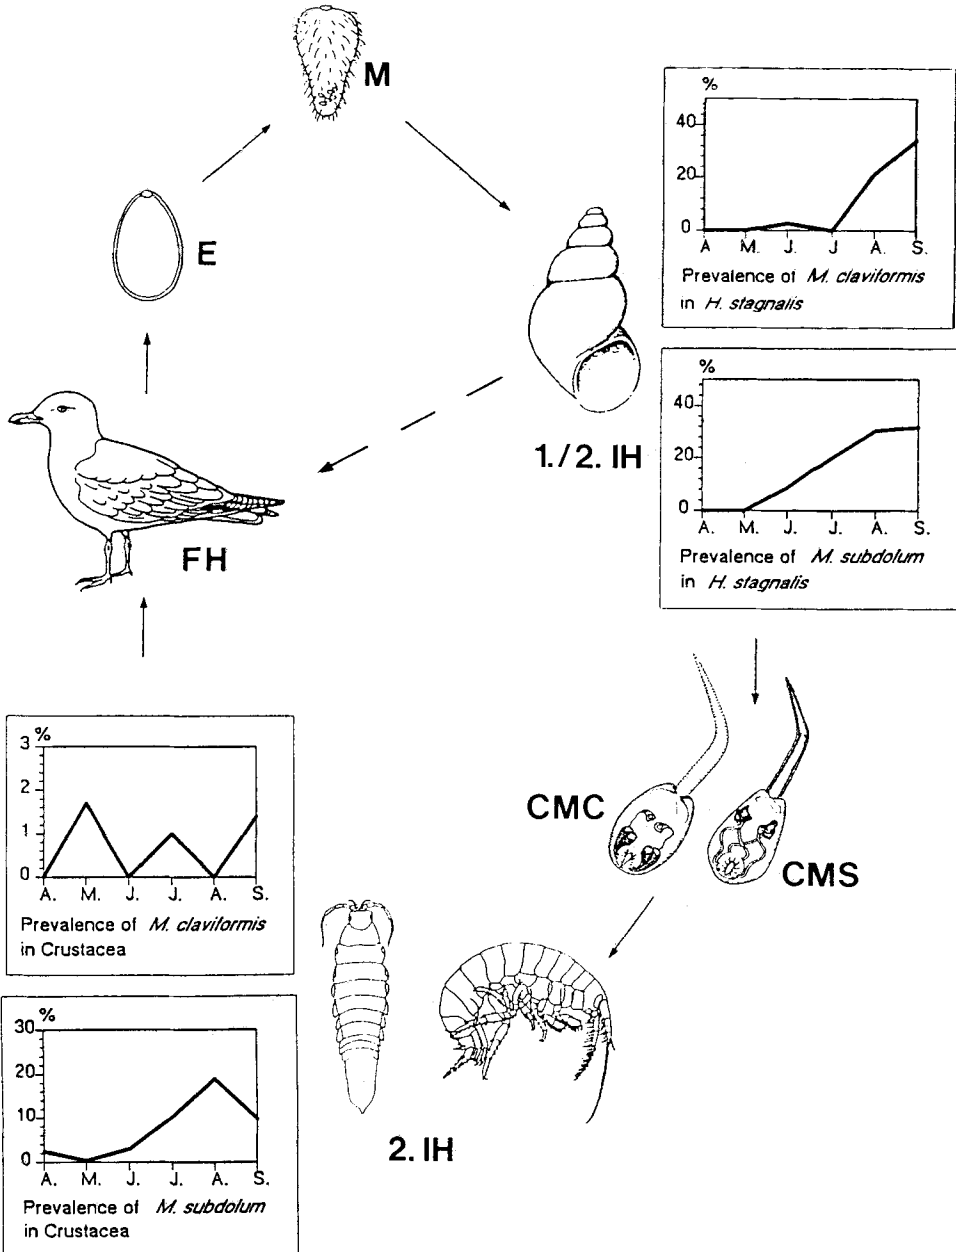 M
E
%
40
20
0
A. M. J. J A. S.
Prevalence of M. claviformis
in H. stagnalis
%
40
20
0
A. M. J. J. A. S.
Prevalence of M. subdolum
in H. stagnalis
1./2. IH
FH
CMC
CMS
%
3
2
1
0
A. M. J. J. A. S.
Prevalence of M. claviformis
in Crustacea
%
30
20
10
0
A. M. J. J. A. S.
Prevalence of M. subdolum
in Crustacea
2. IH